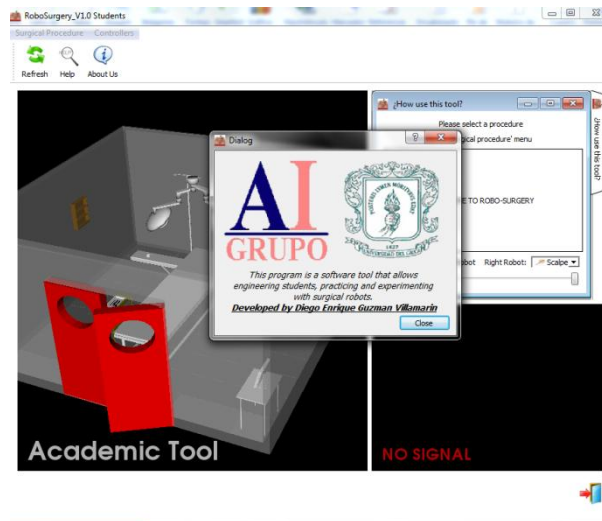 RoboSurgery_V1.0 Students
Surgical Procedure Controllers
Refresh Help About Us
¿How use this tool?
Please select a procedure
gical procedure' menu
¿How use this tool?
E TO ROBO-SURGERY
obot Right Robot: Scalpe
Dialog
AI
GRUPO
1827
This program is a software tool that allows
engineering students, practicing and experimenting
with surgical robots.
Developed by Diego Enrique Guzman Villamarin
Close
Academic Tool
NO SIGNAL